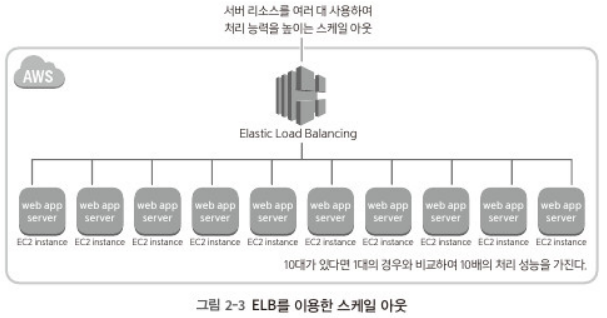 서버 리소스를 여러 대 사용하여
처리 능력을 높이는 스케일 아웃
AWS
Elastic Load Balancing
web app server
web app server
web app server
web app server
web app server
web app server
web app server
web app server
web app server
web app server
EC2 instance EC2 instance EC2 instance EC2 instance EC2 instance EC2 instance EC2 instance EC2 instance EC2 instance EC2 instance
10대가 있다면 1대의 경우와 비교하여 10배의 처리 성능을 가진다.
그림 2-3 ELB를 이용한 스케일 아웃